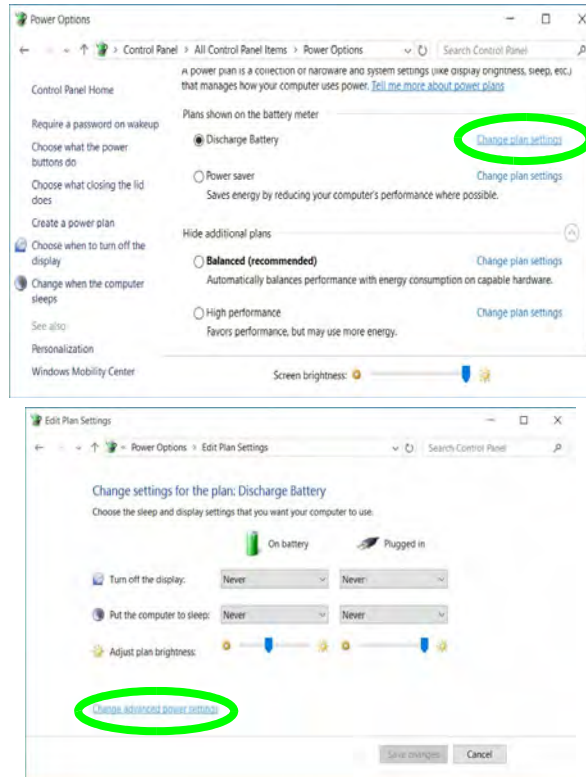 Power Options
Control Panel > All Control Panel Items > Power Options
Search Control Panel
A power plan is a collection of hardware and system settings (like display brightness, sleep, etc.)
Control Panel Home
that manages how your computer uses power. Tell me more about power plans
Require a password on wakeup
Choose what the power
buttons do
Choose what closing the lid
does
Create a power plan
Choose when to turn off the
display
Change when the computer
sleeps
See also
Personalization
Windows Mobility Center
Plans shown on the battery meter
Discharge Battery
Change plan settings
Power saver
Change plan settings
Saves energy by reducing your computer's performance where possible.
Hide additional plans
Balanced (recommended)
Change plan settings
Automatically balances performance with energy consumption on capable hardware.
High performance
Change plan settings
Favors performance, but may use more energy.
Screen brightness:
Edit Plan Settings
Power Options > Edit Plan Settings
Search Control Panel
Change settings for the plan: Discharge Battery
Choose the sleep and display settings that you want your computer to use.
On battery
Plugged in
Turn off the display:
Never
Never
Put the computer to sleep:
Never
Never
Adjust plan brightness:
Change advanced power settings
Save changes
Cancel